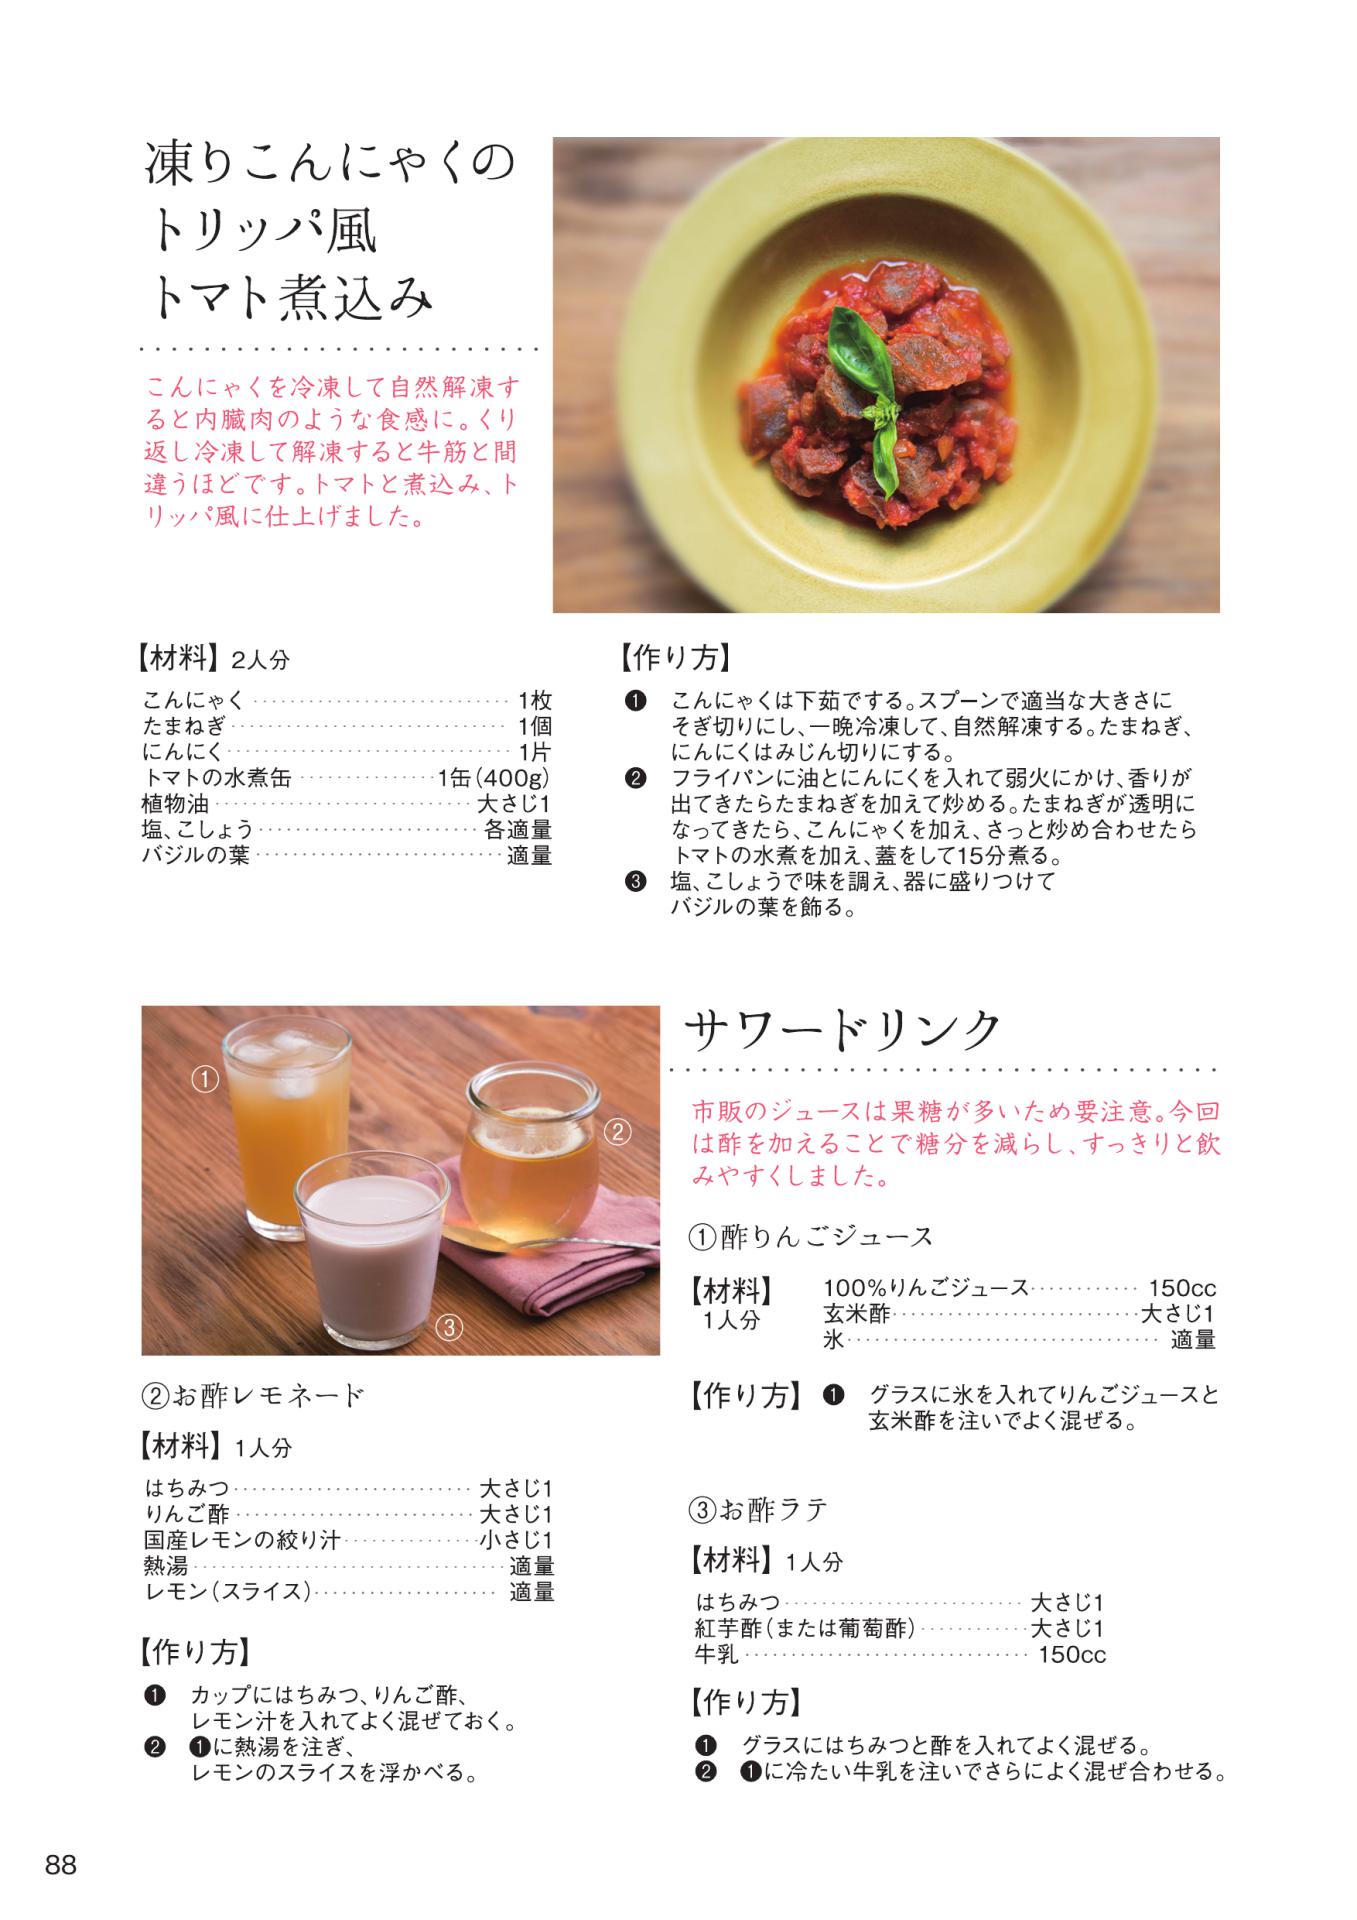 凍りこんにゃくの
トリッパ風
トマト煮込み
こんにゃくを冷凍して自然解凍す
ると内臓肉のような食感に。くり
返し冷凍して解凍すると牛筋と間
違うほどです。トマトと煮込み、ト
リッパ風に仕上げました。
【材料】2人分
こんにゃく 1枚
たまねぎ 1個
にんにく 1片
トマトの水煮缶 1缶（400g）
植物油 大さじ1
塩、こしょう 各適量
バジルの葉 適量
【作り方】
❶ こんにゃくは下茹でする。スプーンで適当な大きさに
そぎ切りにし、一晩冷凍して、自然解凍する。たまねぎ、
にんにくはみじん切りにする。
❷ フライパンに油とにんにくを入れて弱火にかけ、香りが
出てきたらたまねぎを加えて炒める。たまねぎが透明に
なってきたら、こんにゃくを加え、さっと炒め合わせたら
トマトの水煮を加え、蓋をして15分煮る。
❸ 塩、こしょうで味を調え、器に盛りつけて
バジルの葉を飾る。
①
②
③
サワードリンク
市販のジュースは果糖が多いため要注意。今回
は酢を加えることで糖分を減らし、すっきりと飲
みやすくしました。
①酢りんごジュース
【材料】
1人分
100%りんごジュース 150cc
玄米酢 大さじ1
氷 適量
【作り方】 ❶ グラスに氷を入れてりんごジュースと
玄米酢を注いでよく混ぜる。
②お酢レモネード
【材料】1人分
はちみつ 大さじ1
りんご酢 大さじ1
国産レモンの絞り汁 小さじ1
熱湯 適量
レモン（スライス） 適量
【作り方】
❶ カップにはちみつ、りんご酢、
レモン汁を入れてよく混ぜておく。
❷ ❶に熱湯を注ぎ、
レモンのスライスを浮かべる。
③お酢ラテ
【材料】1人分
はちみつ 大さじ1
紅芋酢（または葡萄酢） 大さじ1
牛乳 150cc
【作り方】
❶ グラスにはちみつと酢を入れてよく混ぜる。
❷ ❶に冷たい牛乳を注いでさらによく混ぜ合わせる。
88